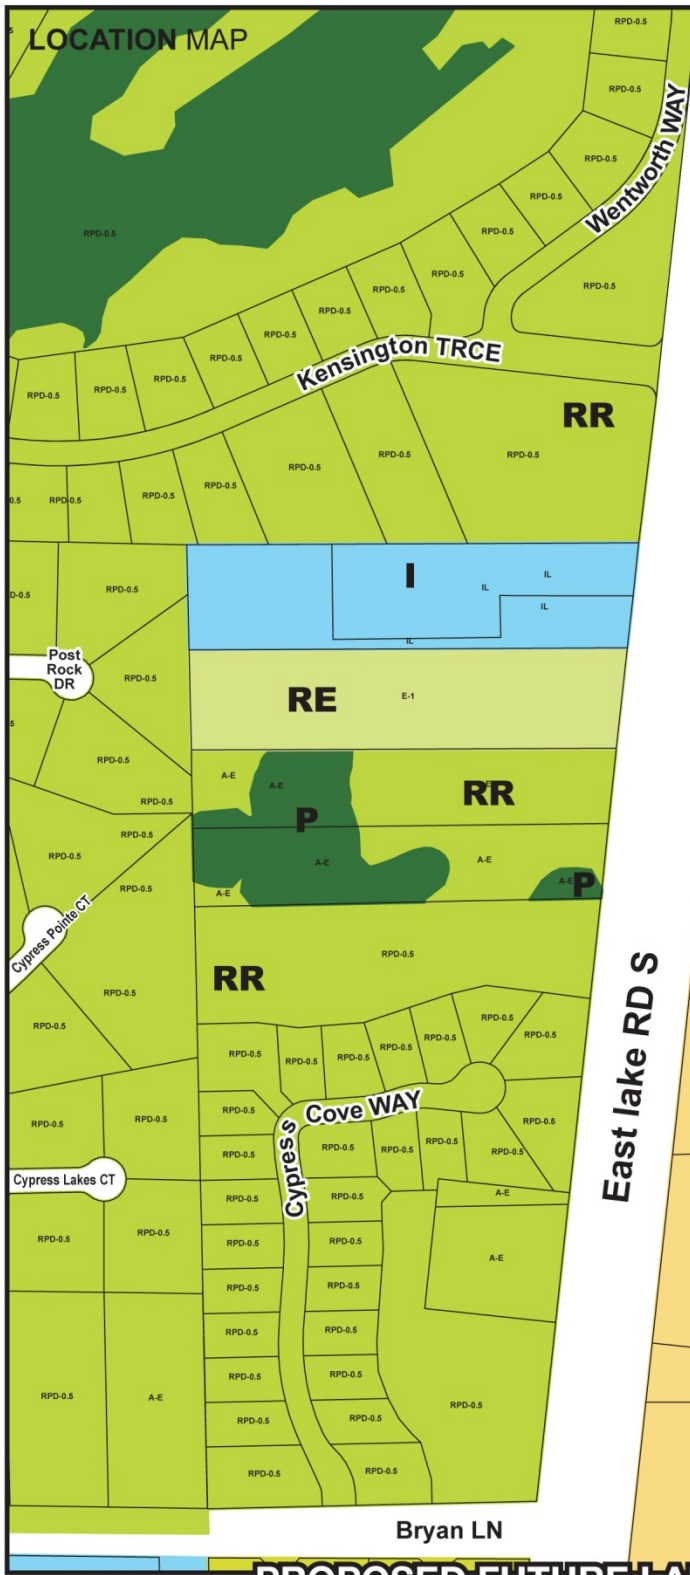 LOCATION MAP
RPD-0.5
RPD-0.5
RPD-0.5
Wentworth WAY
RPD-0.5
RPD-0.5
RPD-0.5
RPD-0.5
RPD-0.5
RPD-0.5
RPD-0.5
RPD-0.5
RPD-0.5
RPD-0.5
RPD-0.5
RPD-0.5
Kensington TRCE
RR
RPD-0.5
RPD-0.5
RPD-0.5
RPD-0.5
RPD-0.5
RPD-0.5
0.5
RPD-0.5
I
IL
IL
IL
IL
D-0.5
RPD-0.5
Post
Rock
DR
RPD-0.5
5
RE
E-1
RPD-0.5
RPD-0.5
A-E
A-E
RR
P
A-E
A-E
A-E
A-E
P
RPD-0.5
RPD-0.5
RPD-0.5
Cypress Pointe CT
RPD-0.5
RPD-0.5
RR
RPD-0.5
East lake RD S
RPD-0.5
RPD-0.5
RPD-0.5
RPD-0.5
RPD-0.5
RPD-0.5
RPD-0.5
Cypress Cove WAY
RPD-0.5
RPD-0.5
RPD-0.5
RPD-0.5
RPD-0.5
RPD-0.5
RPD-0.5
RPD-0.5
RPD-0.5
Cypress Lakes CT
A-E
RPD-0.5
RPD-0.5
RPD-0.5
RPD-0.5
RPD-0.5
RPD-0.5
A-E
RPD-0.5
RPD-0.5
RPD-0.5
RPD-0.5
RPD-0.5
RPD-0.5
RPD-0.5
A-E
RPD-0.5
RPD-0.5
RPD-0.5
RPD-0.5
RPD-0.5
Bryan LN
PROPOSED FUTURE LA